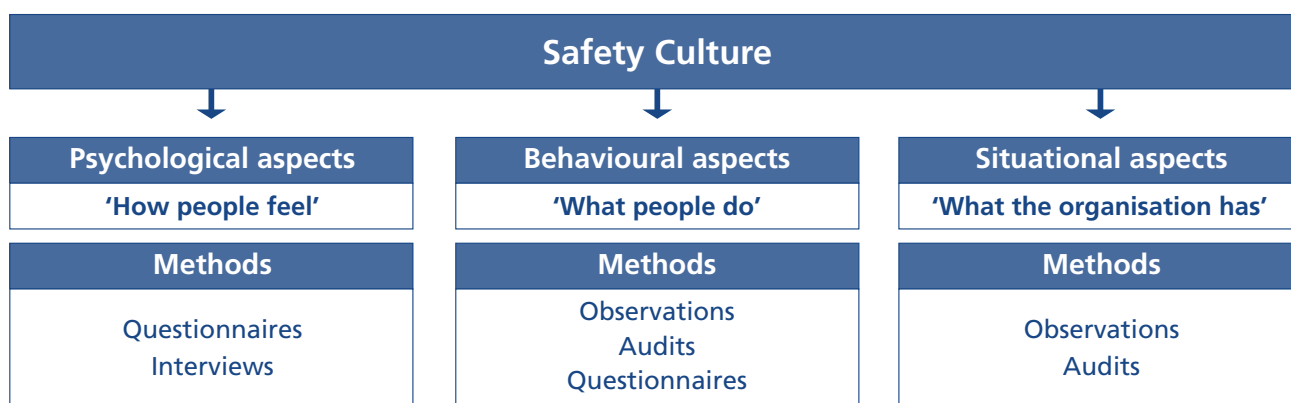 Safety Culture
Psychological aspects
‘How people feel’
Methods
Questionnaires
Interviews
Behavioural aspects
‘What people do’
Methods
Observations
Audits
Questionnaires
Situational aspects
‘What the organisation has’
Methods
Observations
Audits